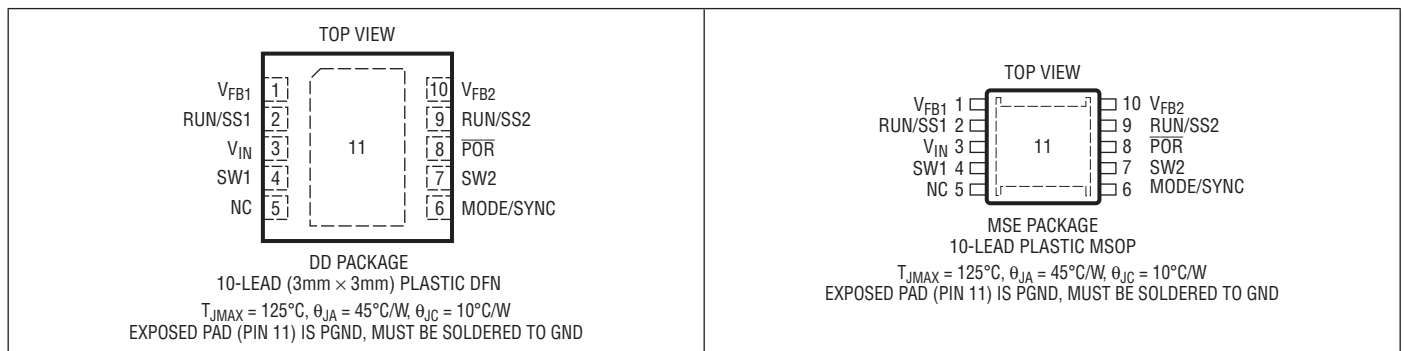 TOP VIEW
VFB1 1
RUN/SS1 2
VIN 3
SW1 4
NC 5
11
10 VFB2
9 RUN/SS2
8 POR
7 SW2
6 MODE/SYNC
DD PACKAGE
10-LEAD (3mm × 3mm) PLASTIC DFN
TJMAX = 125°C, θJA = 45°C/W, θJC = 10°C/W
EXPOSED PAD (PIN 11) IS PGND, MUST BE SOLDERED TO GND
TOP VIEW
VFB1 1
RUN/SS1 2
VIN 3
SW1 4
NC 5
11
10 VFB2
9 RUN/SS2
8 POR
7 SW2
6 MODE/SYNC
MSE PACKAGE
10-LEAD PLASTIC MSOP
TJMAX = 125°C, θJA = 45°C/W, θJC = 10°C/W
EXPOSED PAD (PIN 11) IS PGND, MUST BE SOLDERED TO GND